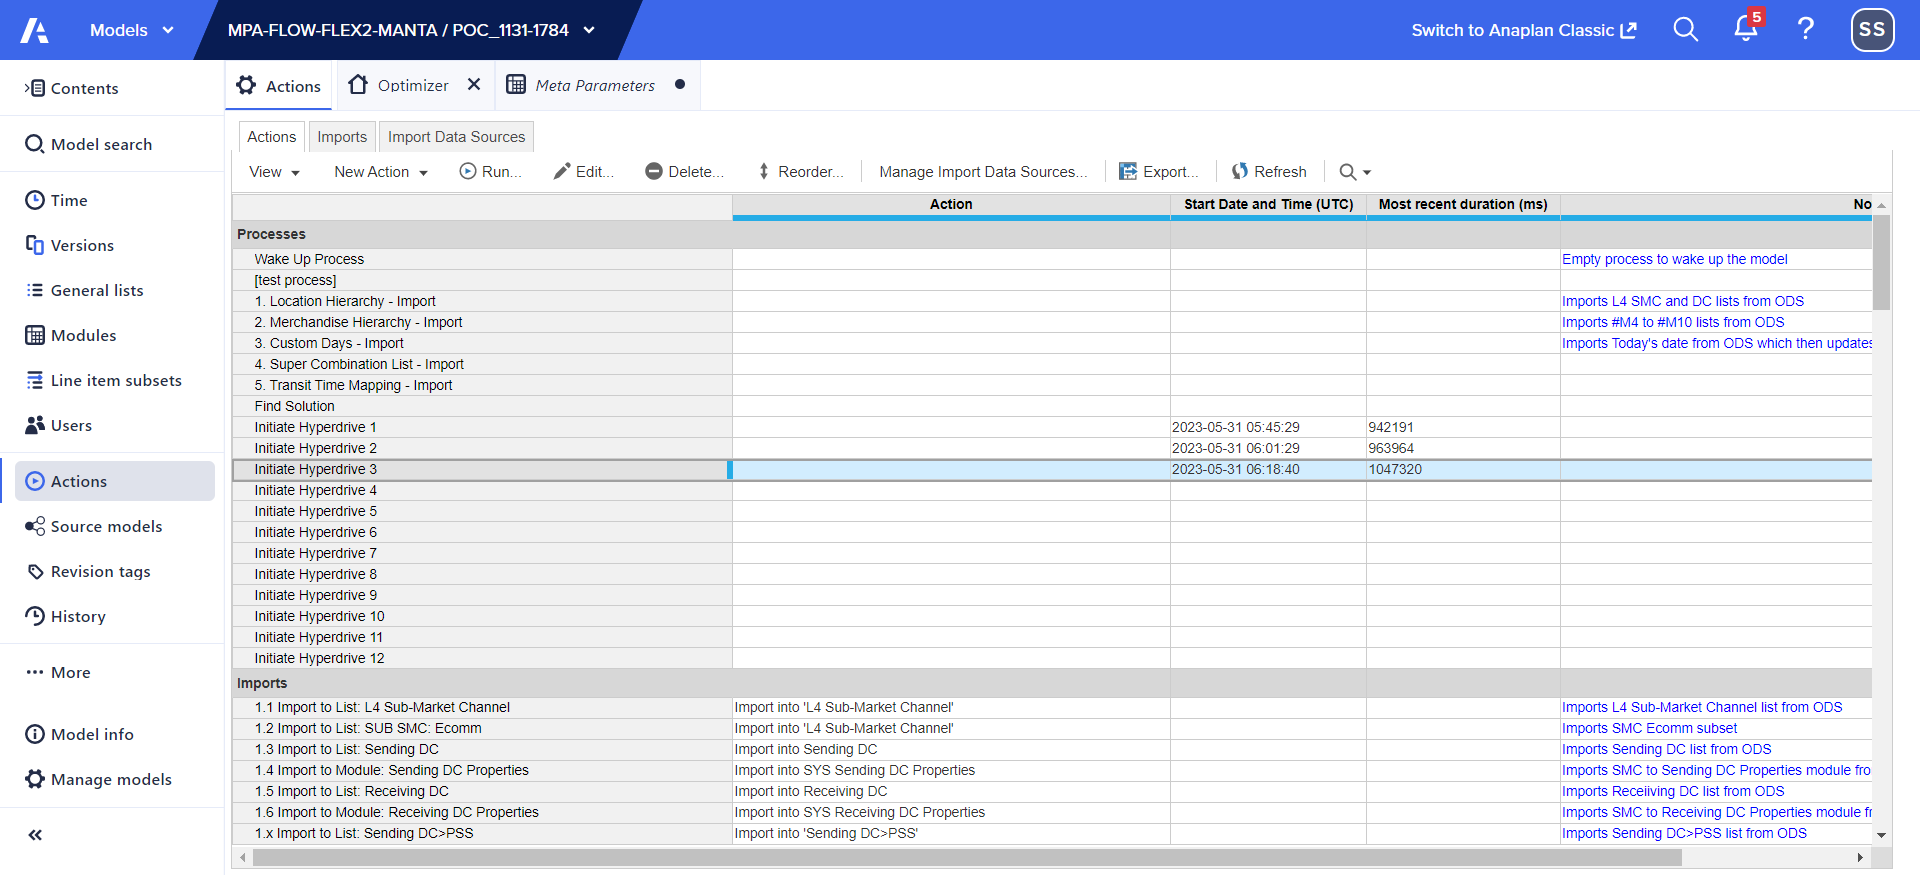 Models
MPA-FLOW-FLEX2-MANTA / POC_1131-1784
Switch to Anaplan Classic
5
?
SS
Contents
Model search
Time
Versions
General lists
Modules
Line item subsets
Users
Actions
Source models
Revision tags
History
More
Model info
Manage models
Actions
Optimizer
Meta Parameters
Actions
Imports
Import Data Sources
View
New Action
Run...
Edit...
Delete...
Reorder...
Manage Import Data Sources...
Export...
Refresh
Action Start Date and Time (UTC) Most recent duration (ms) No
Processes
Wake Up Process Empty process to wake up the model
[test process]
1. Location Hierarchy - Import Imports L4 SMC and DC lists from ODS
2. Merchandise Hierarchy - Import Imports #M4 to #M10 lists from ODS
3. Custom Days - Import Imports Today's date from ODS which then updates
4. Super Combination List - Import
5. Transit Time Mapping - Import
Find Solution
Initiate Hyperdrive 1 2023-05-31 05:45:29 942191
Initiate Hyperdrive 2 2023-05-31 06:01:29 963964
Initiate Hyperdrive 3 2023-05-31 06:18:40 1047320
Initiate Hyperdrive 4
Initiate Hyperdrive 5
Initiate Hyperdrive 6
Initiate Hyperdrive 7
Initiate Hyperdrive 8
Initiate Hyperdrive 9
Initiate Hyperdrive 10
Initiate Hyperdrive 11
Initiate Hyperdrive 12
Imports
1.1 Import to List: L4 Sub-Market Channel Import into 'L4 Sub-Market Channel' Imports L4 Sub-Market Channel list from ODS
1.2 Import to List: SUB SMC: Ecomm Import into 'L4 Sub-Market Channel' Imports SMC Ecomm subset
1.3 Import to List: Sending DC Import into Sending DC Imports Sending DC list from ODS
1.4 Import to Module: Sending DC Properties Import into SYS Sending DC Properties Imports SMC to Sending DC Properties module fro
1.5 Import to List: Receiving DC Import into Receiving DC Imports Receiiving DC list from ODS
1.6 Import to Module: Receiving DC Properties Import into SYS Receiving DC Properties Imports SMC to Receiving DC Properties module fr
1.x Import to List: Sending DC>PSS Import into 'Sending DC>PSS' Imports Sending DC>PSS list from ODS